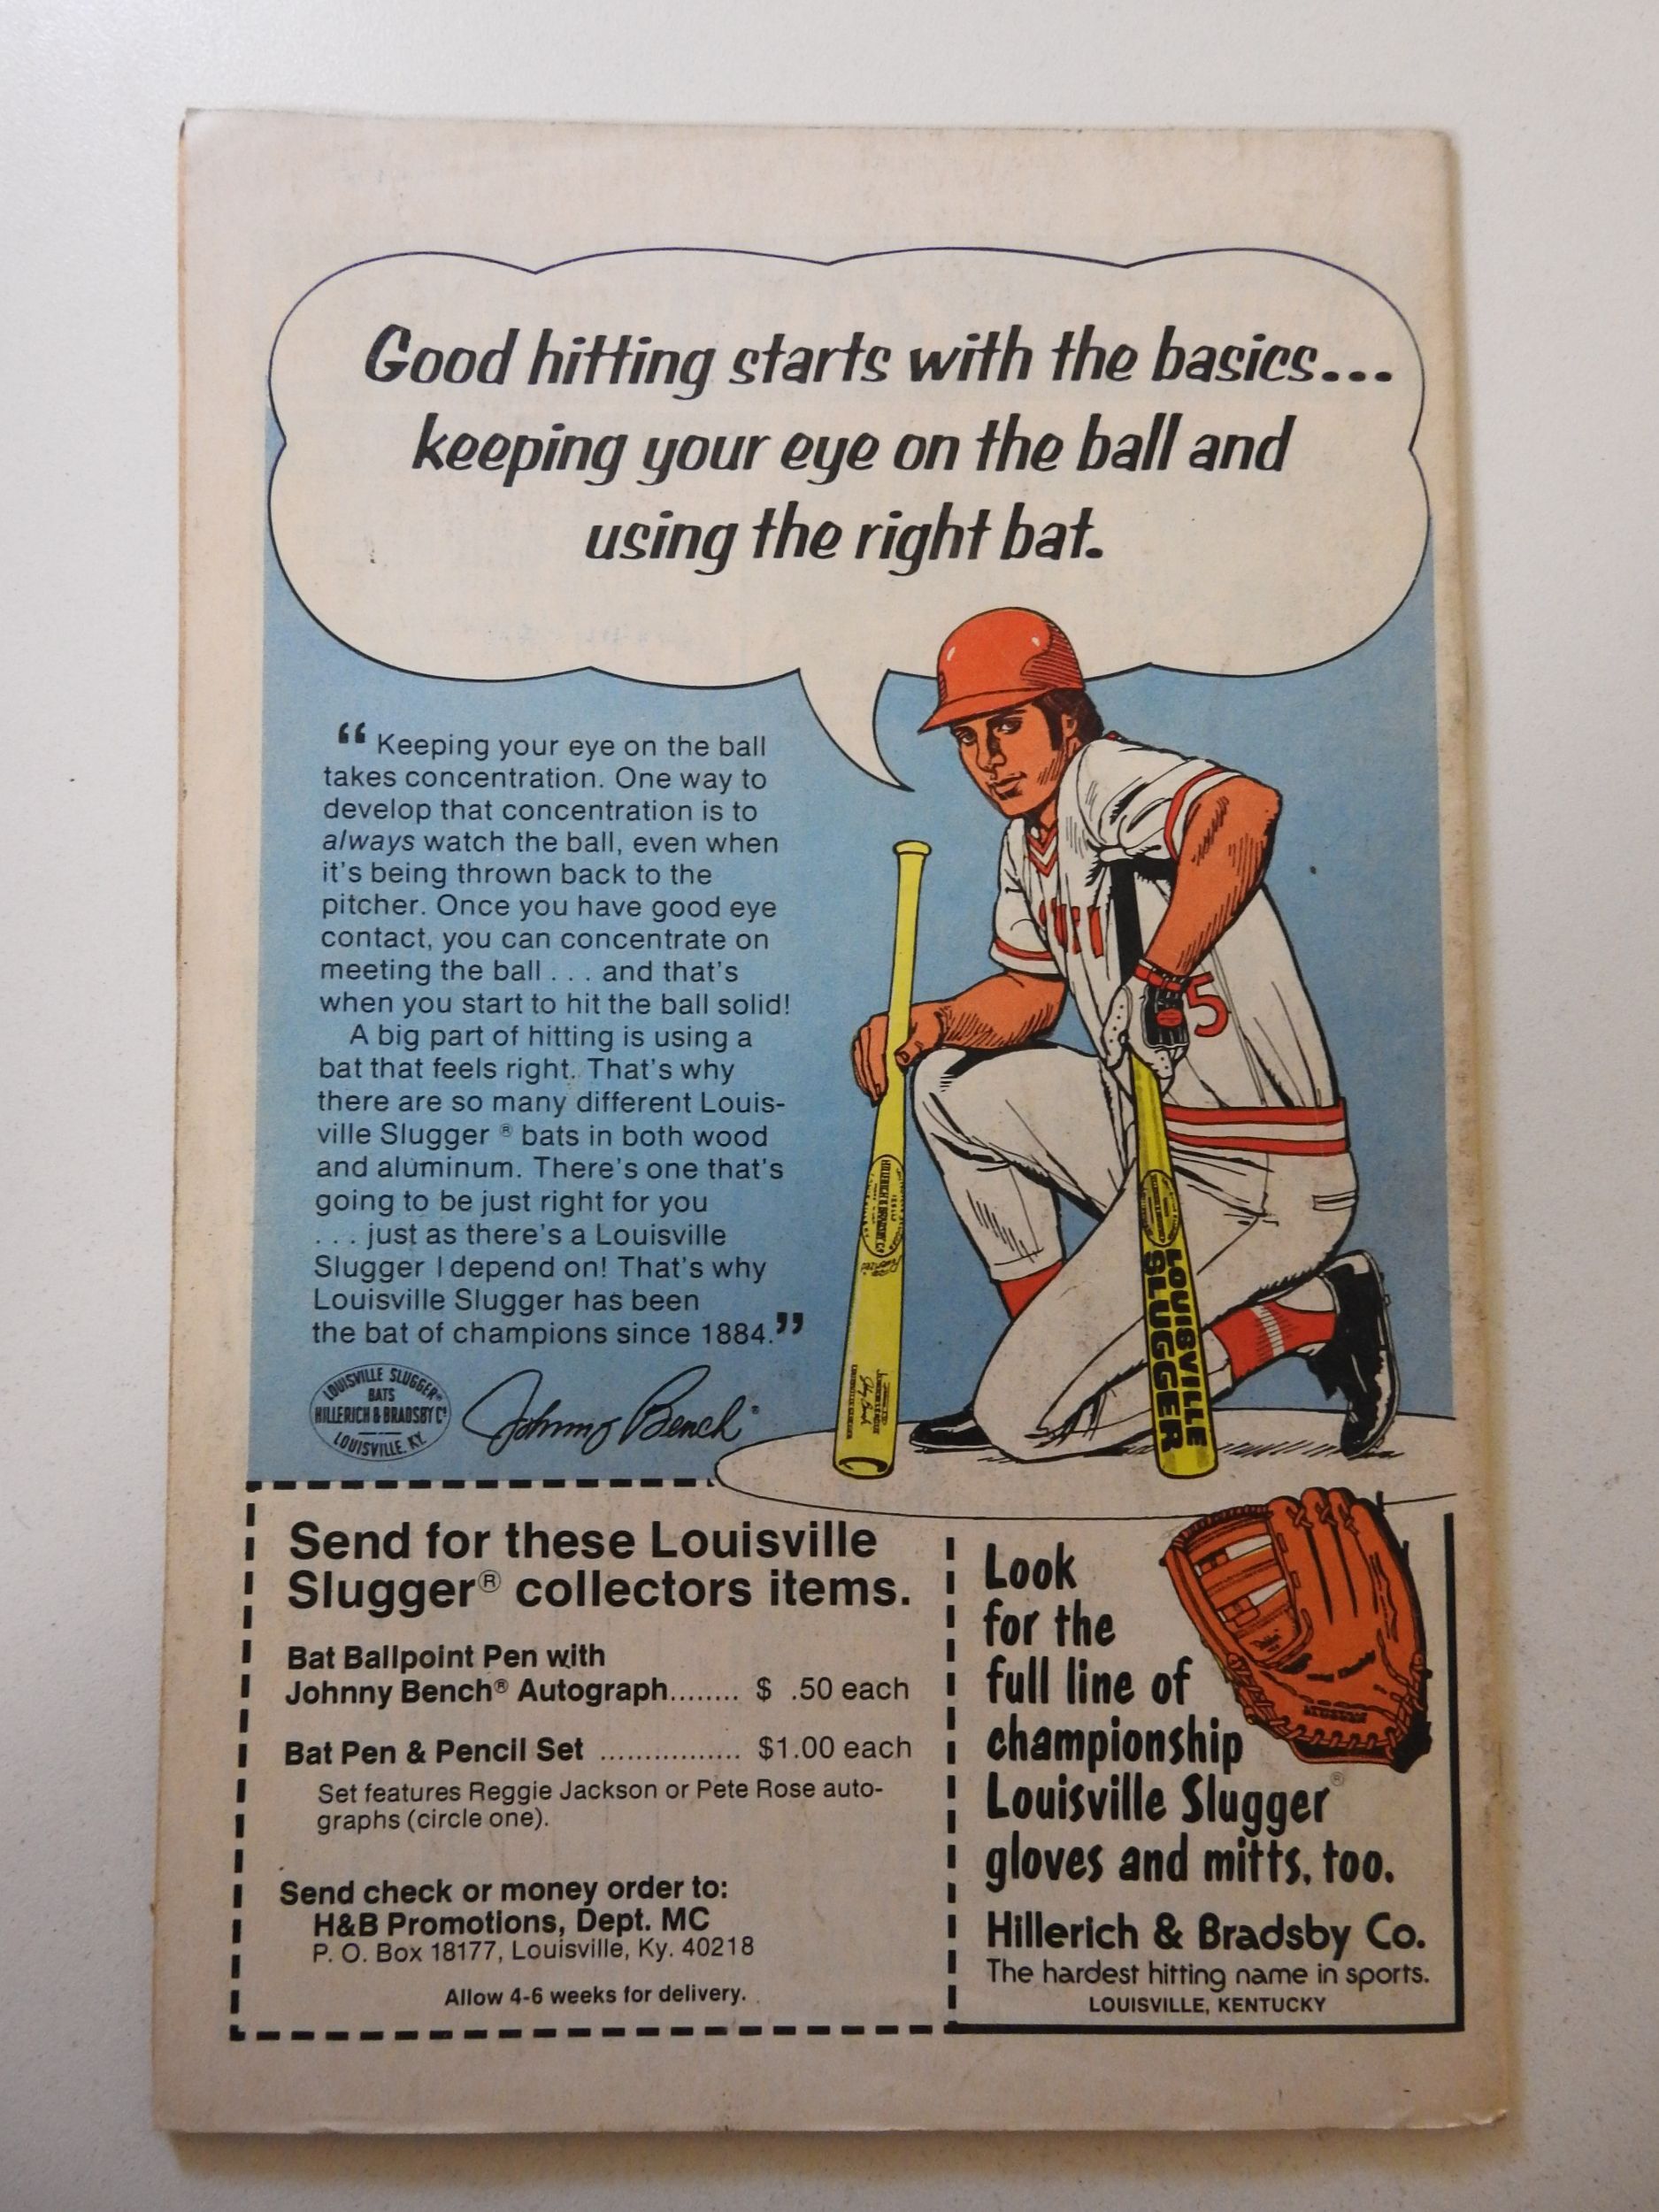 Good hitting starts with the basics...
keeping your eye on the ball and
using the right bat.
“ Keeping your eye on the ball
takes concentration. One way to
develop that concentration is to
always watch the ball, even when
it's being thrown back to the
pitcher. Once you have good eye
contact, you can concentrate on
meeting the ball . . . and that's
when you start to hit the ball solid!
A big part of hitting is using a
bat that feels right. That's why
there are so many different Louis-
ville Slugger ® bats in both wood
and aluminum. There's one that's
going to be just right for you
. . . just as there's a Louisville
Slugger I depend on! That's why
Louisville Slugger has been
the bat of champions since 1884.”
LOUISVILLE SLUGGER®
BATS
HILLERICH & BRADSBY Cº
LOUISVILLE, KY.
Johnny Bench®
5
HILLERICH & BRADSBY Cº
LOUISVILLE
SLUGGER
Send for these Louisville
Slugger® collectors items.
Bat Ballpoint Pen with
Johnny Bench® Autograph........ $ .50 each
Bat Pen & Pencil Set ................ $1.00 each
Set features Reggie Jackson or Pete Rose auto-
graphs (circle one).
Send check or money order to:
H&B Promotions, Dept. MC
P. O. Box 18177, Louisville, Ky. 40218
Allow 4-6 weeks for delivery.
Look
for the
full line of
championship
Louisville Slugger®
gloves and mitts, too.
Hillerich & Bradsby Co.
The hardest hitting name in sports.
LOUISVILLE, KENTUCKY